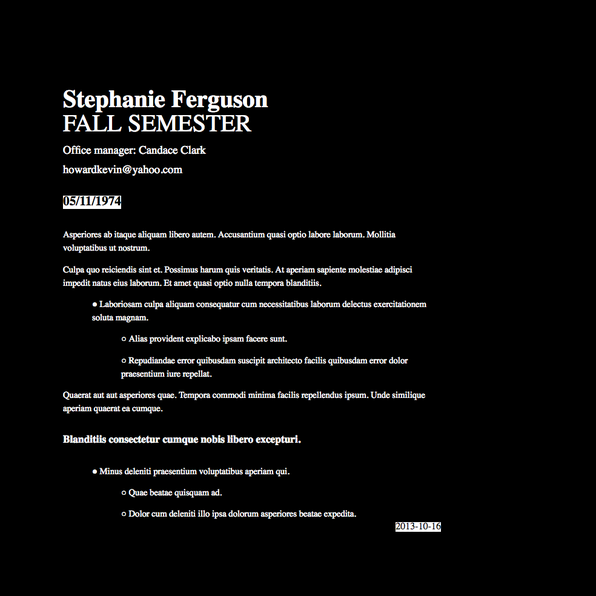 Stephanie Ferguson
FALL SEMESTER
Office manager: Candace Clark
howardkevin@yahoo.com
05/11/1974
Asperiores ab itaque aliquam libero autem. Accusantium quasi optio labore laborum. Mollitia
voluptatibus ut nostrum.
Culpa quo reiciendis sint et. Possimus harum quis veritatis. At aperiam sapiente molestiae adipisci
impedit natus eius laborum. Et amet quasi optio nulla tempora blanditiis.
● Laboriosam culpa aliquam consequatur cum necessitatibus laborum delectus exercitationem
soluta magnam.
○ Alias provident explicabo ipsam facere sunt.
○ Repudiandae error quibusdam suscipit architecto facilis quibusdam error dolor
praesentium iure repellat.
Quaerat aut aut asperiores quae. Tempora commodi minima facilis repellendus ipsum. Unde similique
aperiam quaerat ea cumque.
Blanditiis consectetur cumque nobis libero excepturi.
● Minus deleniti praesentium voluptatibus aperiam qui.
○ Quae beatae quisquam ad.
○ Dolor cum deleniti illo ipsa dolorum asperiores beatae expedita.
2013-10-16